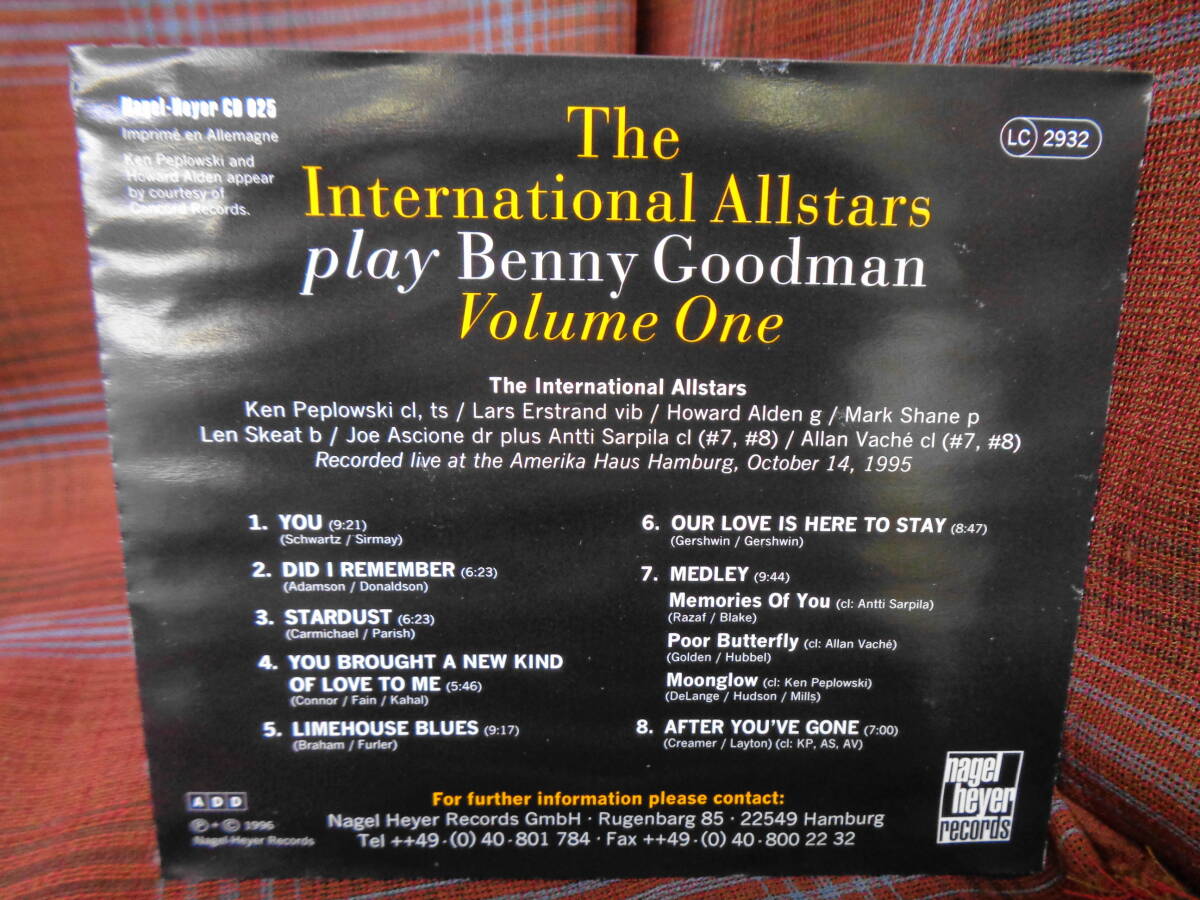 Nagel-Heyer CD 025
Imprimé en Allemagne
Ken Peplowski and
Howard Alden appear
by courtesy of
Concord Records.
The
International Allstars
play Benny Goodman
Volume One
LC 2932
The International Allstars
Ken Peplowski cl, ts / Lars Erstrand vib / Howard Alden g / Mark Shane p
Len Skeat b / Joe Ascione dr plus Antti Sarpila cl (#7, #8) / Allan Vaché cl (#7, #8)
Recorded live at the Amerika Haus Hamburg, October 14, 1995
1. YOU (9:21)
(Schwartz / Sirmay)
2. DID I REMEMBER (6:23)
(Adamson / Donaldson)
3. STARDUST (6:23)
(Carmichael / Parish)
4. YOU BROUGHT A NEW KIND
OF LOVE TO ME (5:46)
(Connor / Fain / Kahal)
5. LIMEHOUSE BLUES (9:17)
(Braham / Furler)
6. OUR LOVE IS HERE TO STAY (8:47)
(Gershwin / Gershwin)
7. MEDLEY (9:44)
Memories Of You (cl: Antti Sarpila)
(Razaf / Blake)
Poor Butterfly (cl: Allan Vaché)
(Golden / Hubbel)
Moonglow (cl: Ken Peplowski)
(DeLange / Hudson / Mills)
8. AFTER YOU'VE GONE (7:00)
(Creamer / Layton) (cl: KP, AS, AV)
ADD
℗ + © 1996
Nagel-Heyer Records
For further information please contact:
Nagel Heyer Records GmbH · Rugenbarg 85 · 22549 Hamburg
Tel ++49 · (0) 40 · 801 784 · Fax ++49 · (0) 40 · 800 22 32
nagel
heyer
records